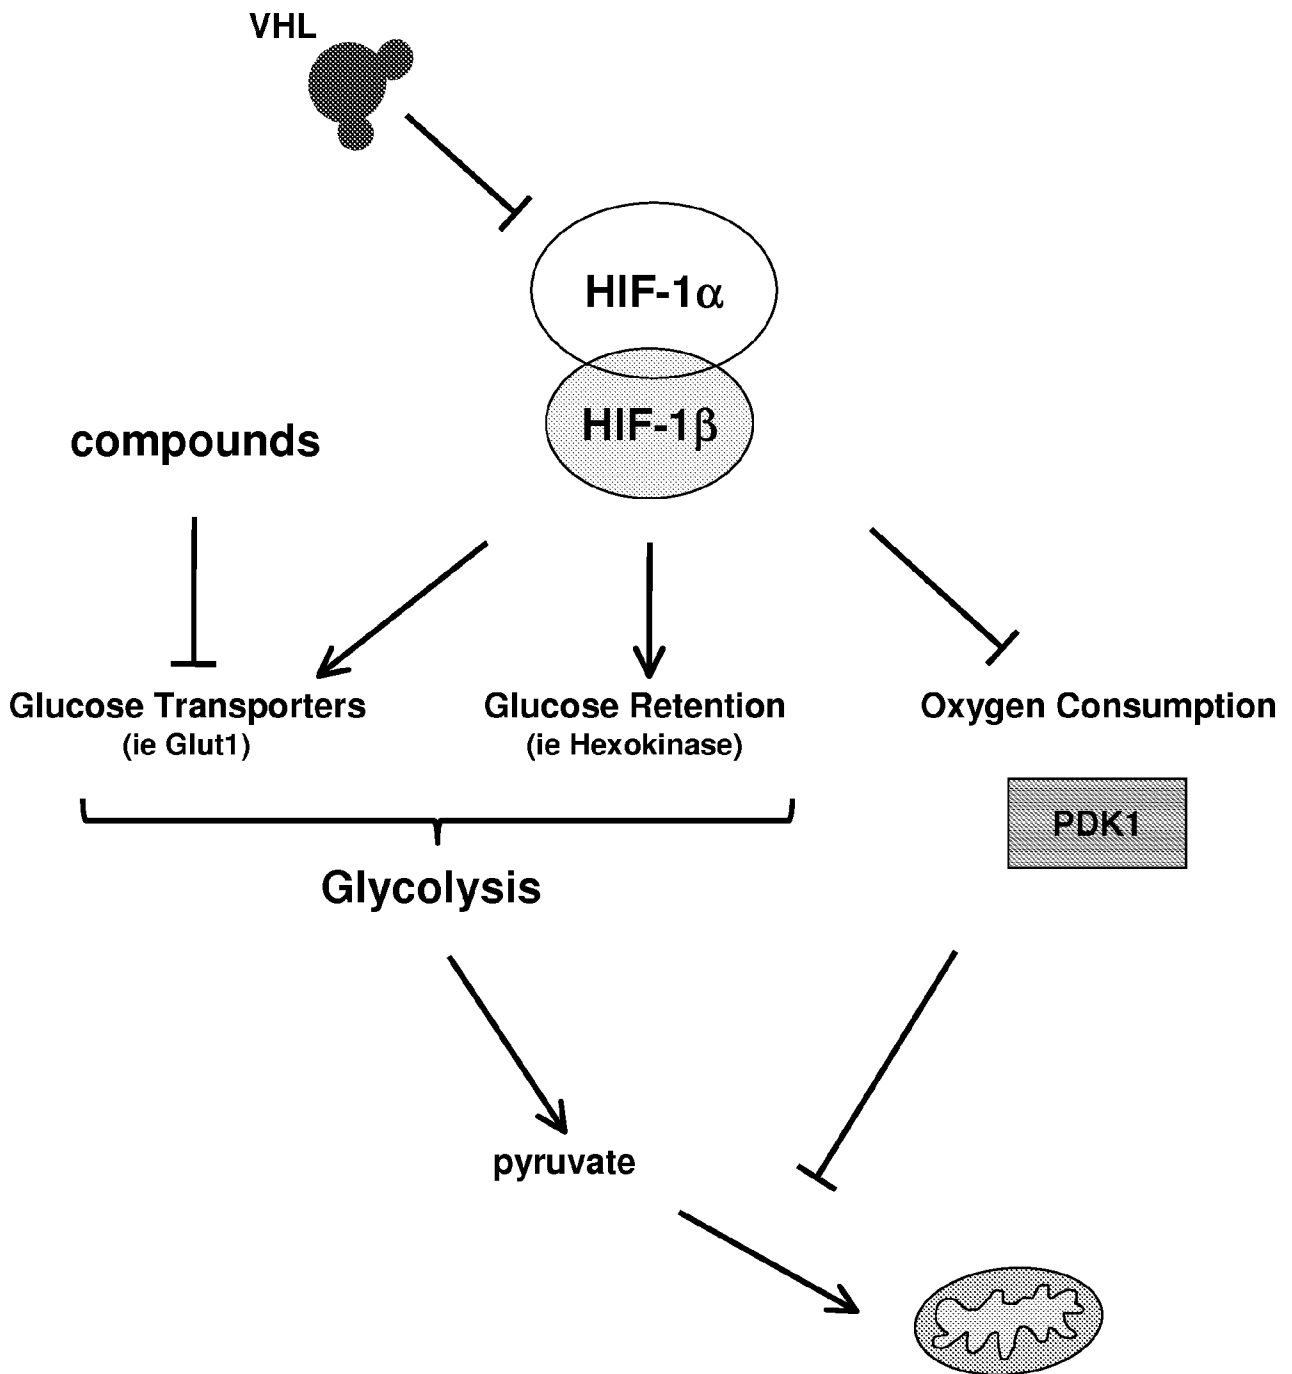 VHL
HIF-1α
HIF-1β
compounds
Glucose Transporters
(ie Glut1)
Glucose Retention
(ie Hexokinase)
Oxygen Consumption
PDK1
Glycolysis
pyruvate